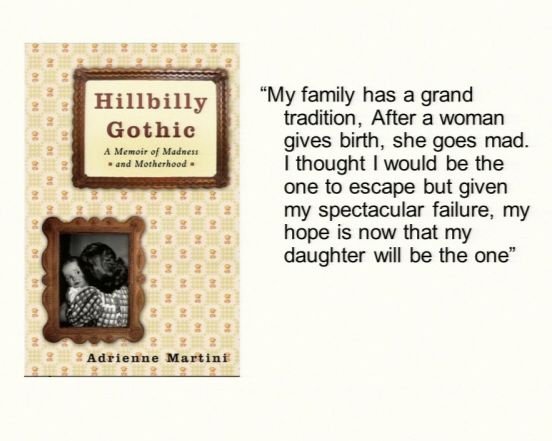 Hillbilly
Gothic
A Memoir of Madness
• and Motherhood •
Adrienne Martini
“My family has a grand
tradition, After a woman
gives birth, she goes mad.
I thought I would be the
one to escape but given
my spectacular failure, my
hope is now that my
daughter will be the one”